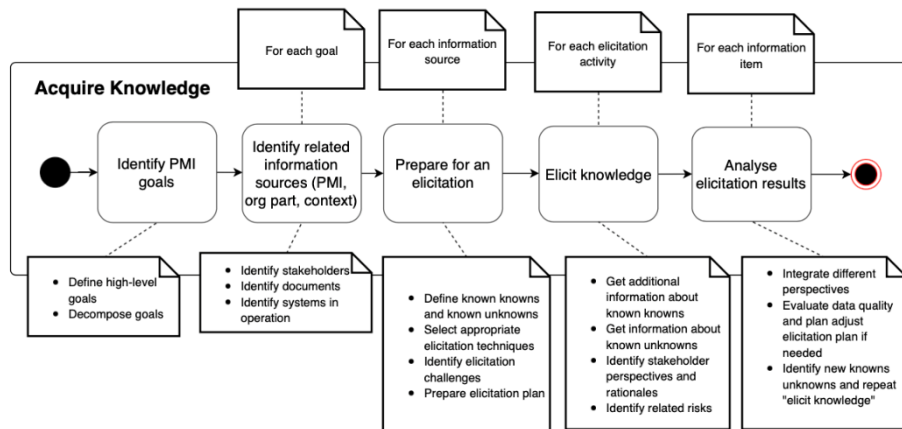 For each goal
For each information
source
For each elicitation
activity
For each information
item
Acquire Knowledge
Identify PMI
goals
Identify related
information
sources (PMI,
org part, context)
Prepare for an
elicitation
Elicit knowledge
Analyse
elicitation results
• Define high-level
goals
• Decompose goals
• Identify stakeholders
• Identify documents
• Identify systems in
operation
• Define known knowns
and known unknowns
• Select appropriate
elicitation techniques
• Identify elicitation
challenges
• Prepare elicitation plan
• Get additional
information about
known knowns
• Get information about
known unknowns
• Identify stakeholder
perspectives and
rationales
• Identify related risks
• Integrate different
perspectives
• Evaluate data quality
and plan adjust
elicitation plan if
needed
• Identify new knowns
unknowns and repeat
"elicit knowledge"